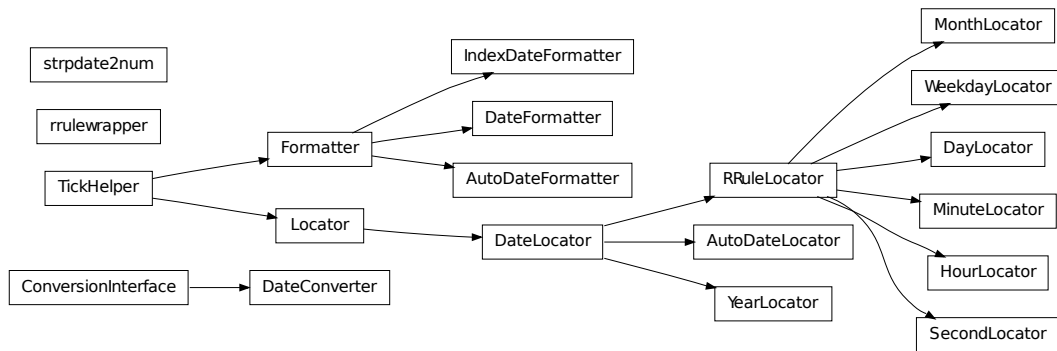 strpdate2num
rrulewrapper
TickHelper
ConversionInterface
Formatter
Locator
DateConverter
IndexDateFormatter
DateFormatter
AutoDateFormatter
DateLocator
RRuleLocator
AutoDateLocator
YearLocator
MonthLocator
WeekdayLocator
DayLocator
MinuteLocator
HourLocator
SecondLocator